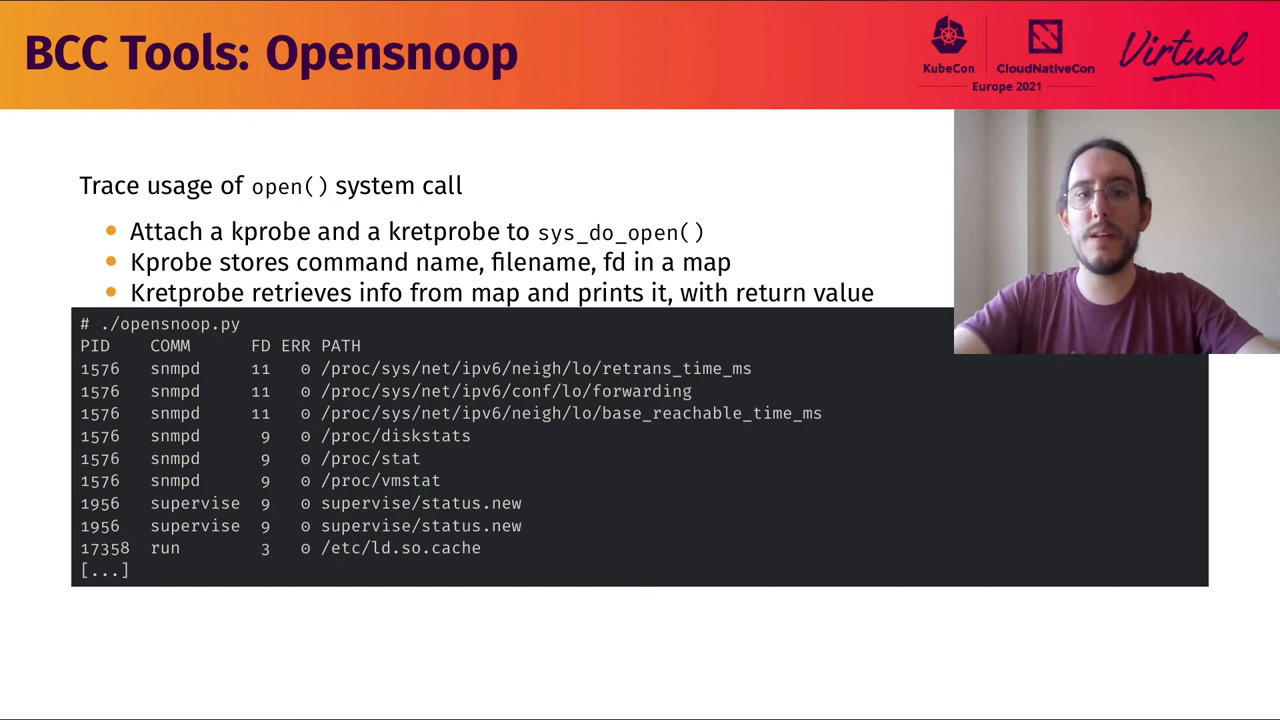 BCC Tools: Opensnoop
KubeCon
CloudNativeCon
Europe 2021
Virtual
Trace usage of open() system call
• Attach a kprobe and a kretprobe to sys_do_open()
• Kprobe stores command name, filename, fd in a map
• Kretprobe retrieves info from map and prints it, with return value
# ./opensnoop.py
PID COMM FD ERR PATH
1576 snmpd 11 0 /proc/sys/net/ipv6/neigh/lo/retrans_time_ms
1576 snmpd 11 0 /proc/sys/net/ipv6/conf/lo/forwarding
1576 snmpd 11 0 /proc/sys/net/ipv6/neigh/lo/base_reachable_time_ms
1576 snmpd 9 0 /proc/diskstats
1576 snmpd 9 0 /proc/stat
1576 snmpd 9 0 /proc/vmstat
1956 supervise 9 0 supervise/status.new
1956 supervise 9 0 supervise/status.new
17358 run 3 0 /etc/ld.so.cache
[...]